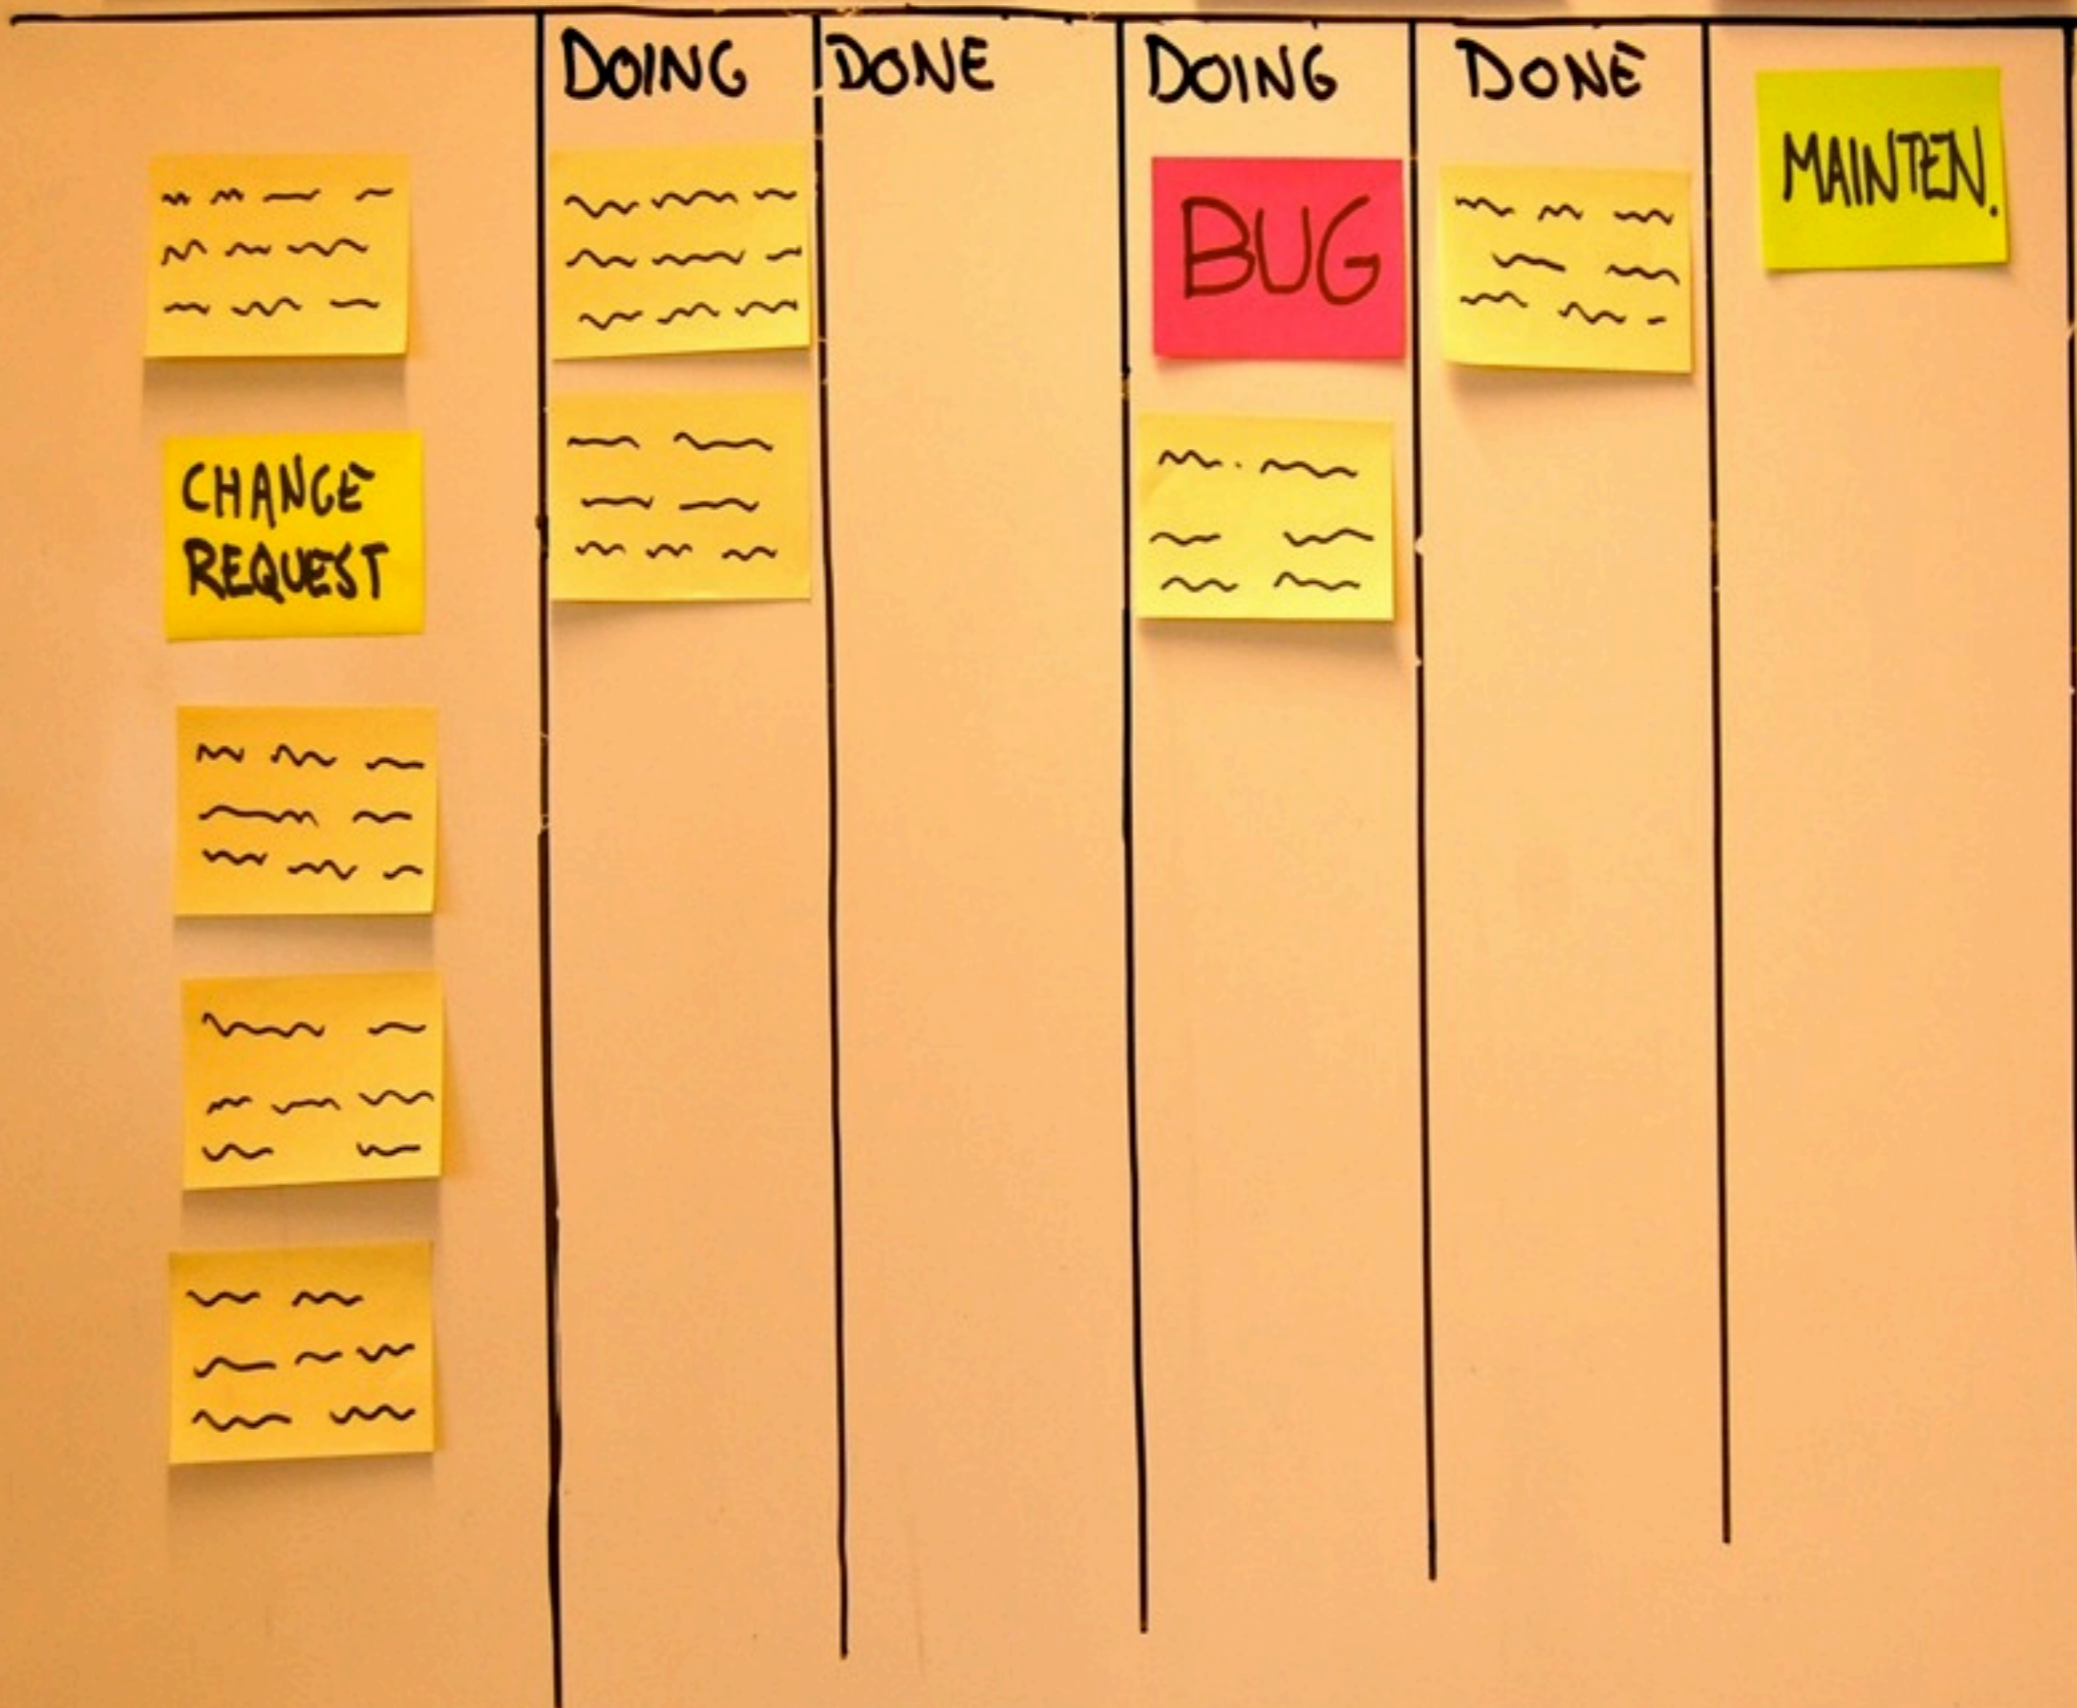 DOING
DONE
DOING
DONE
MAINTEN.
BUG
CHANGE
REQUEST